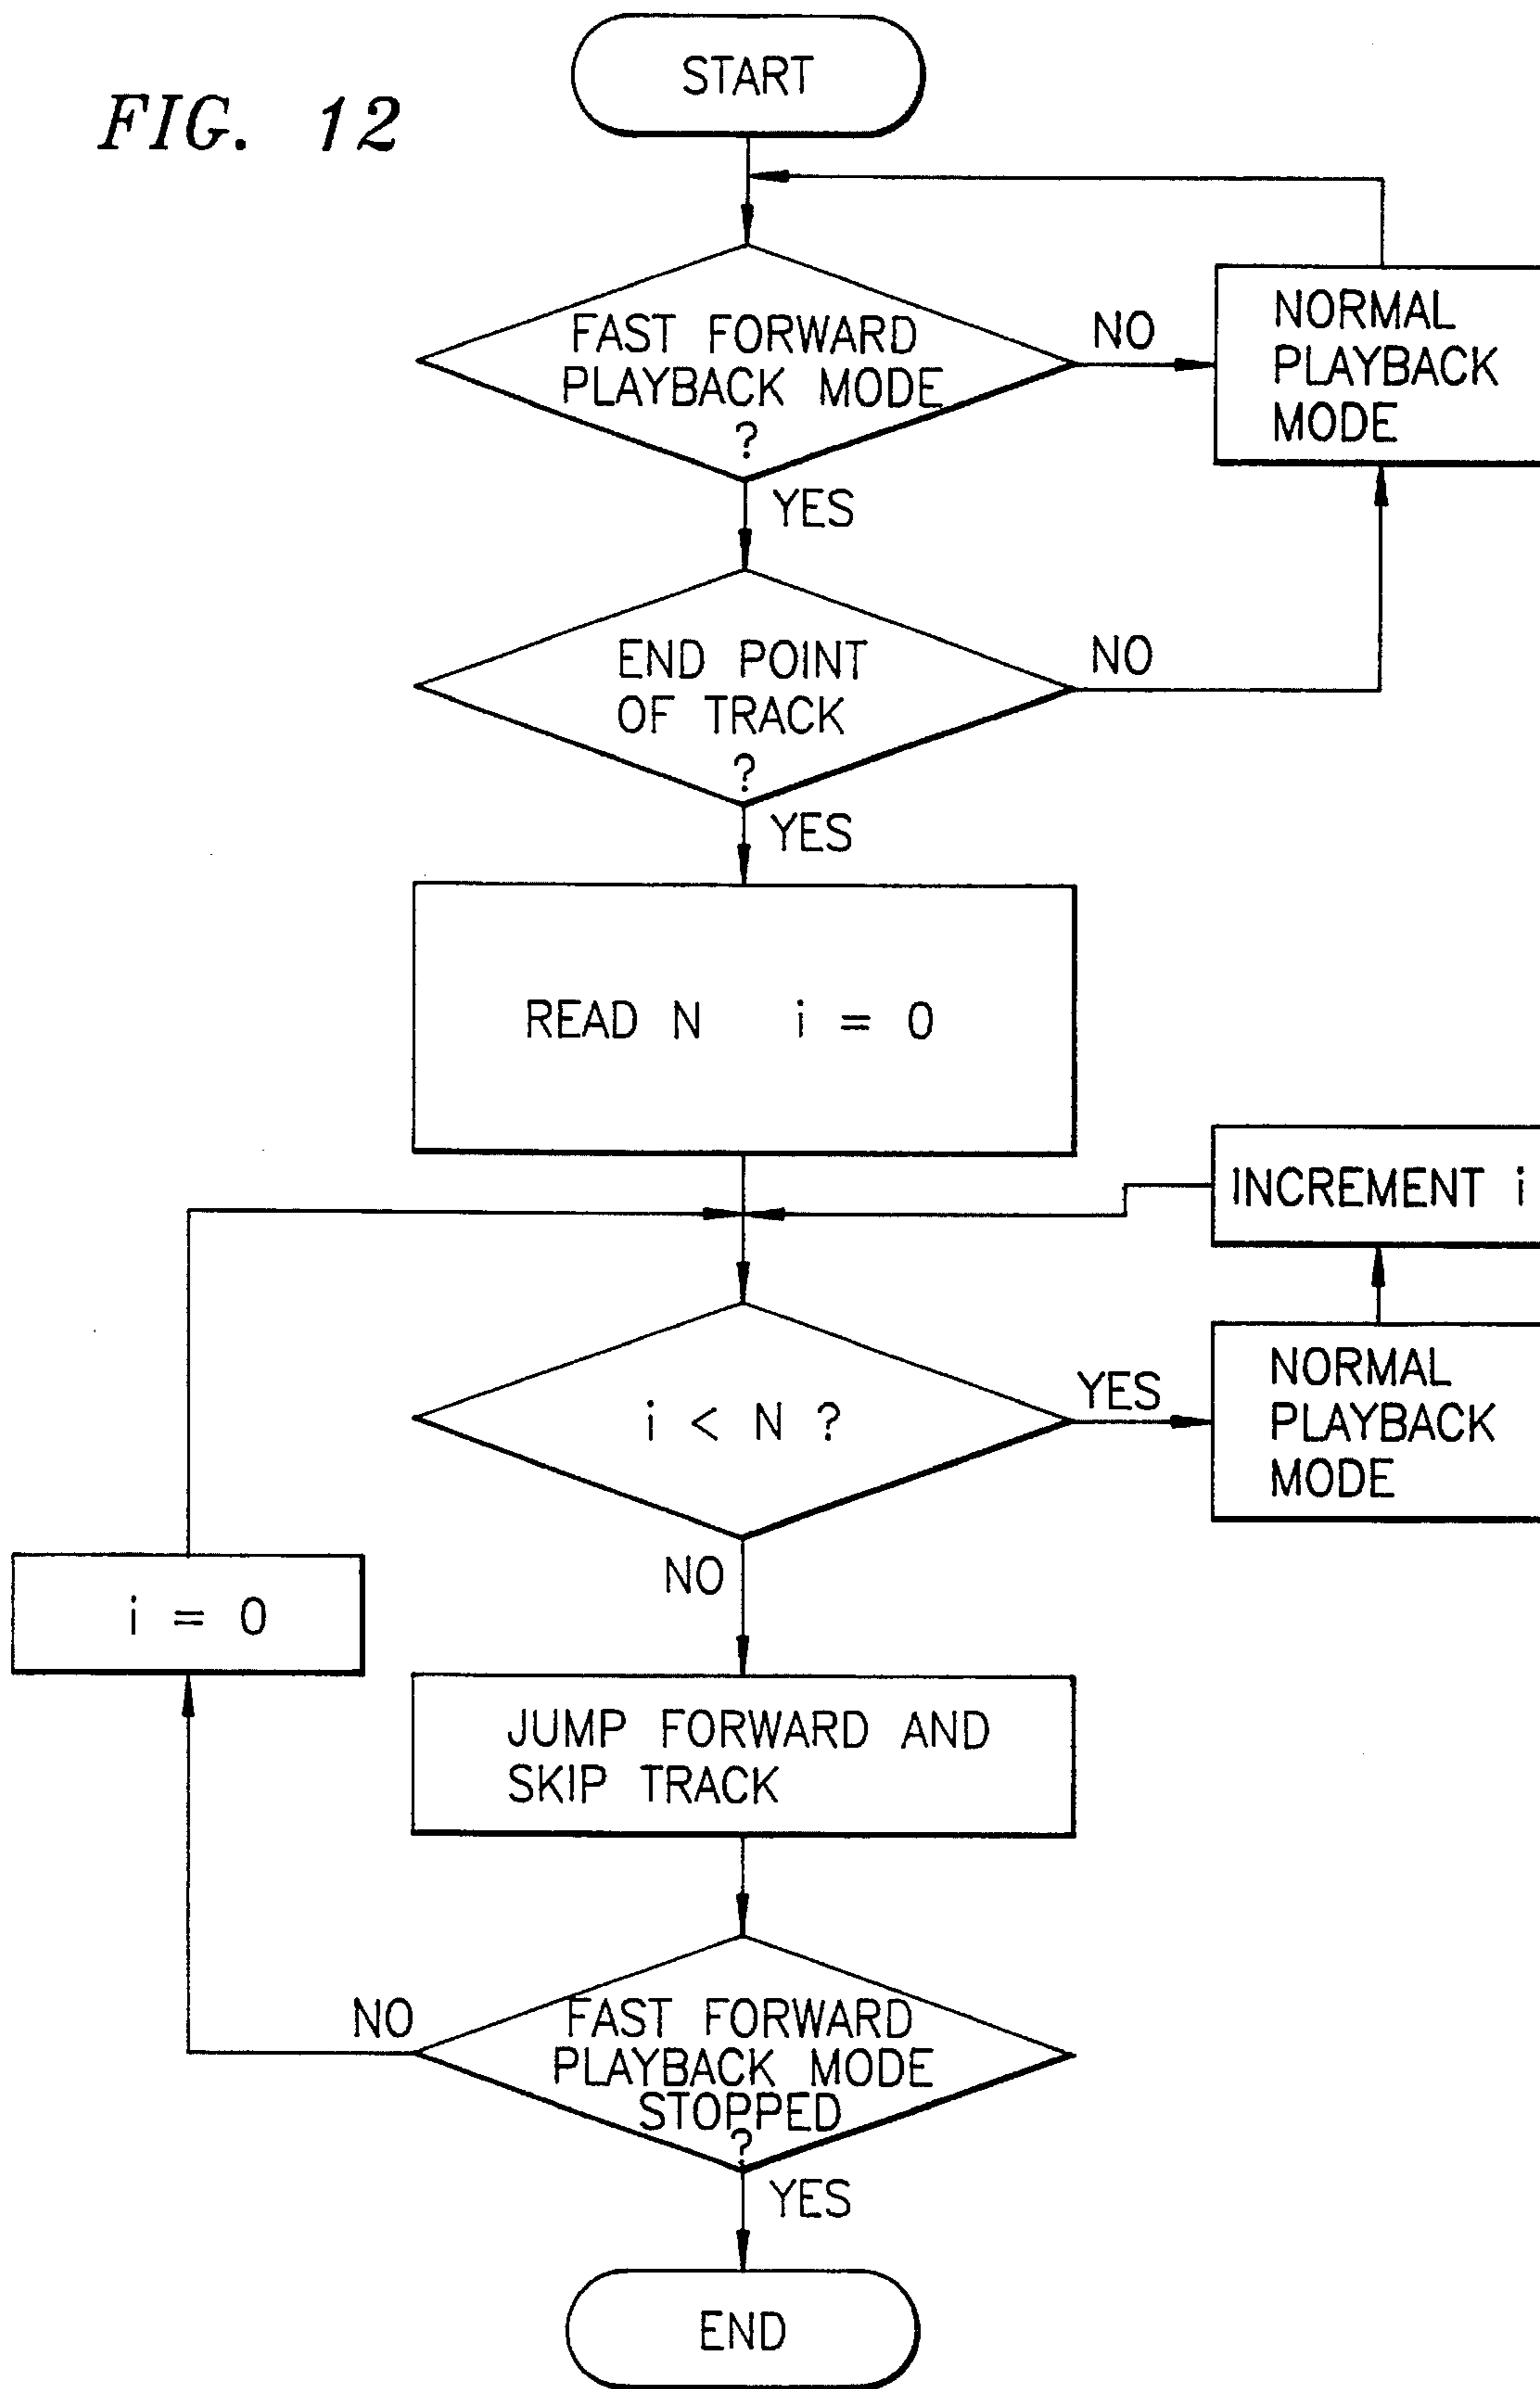 FIG. 12
START
FAST FORWARD
PLAYBACK MODE
?
NO
NORMAL
PLAYBACK
MODE
YES
END POINT
OF TRACK
?
NO
YES
READ N i = 0
INCREMENT i
i < N ?
YES
NORMAL
PLAYBACK
MODE
NO
i = 0
JUMP FORWARD AND
SKIP TRACK
NO
FAST FORWARD
PLAYBACK MODE
STOPPED
?
YES
END